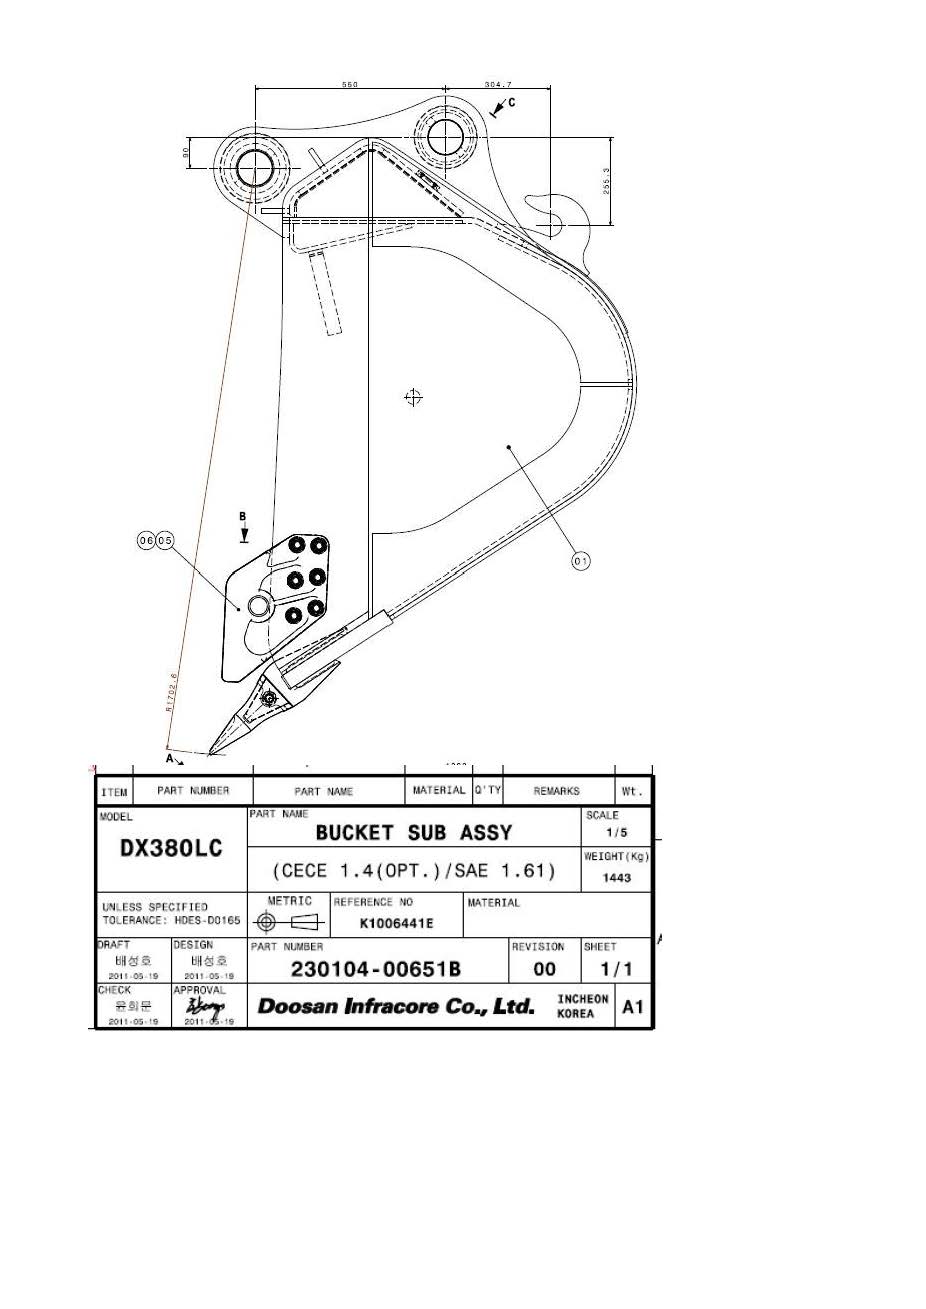 560
304.7
C
90
255.3
B
06 05
01
R1702.6
A
ITEM PART NUMBER PART NAME MATERIAL Q'TY REMARKS Wt.
MODEL
DX380LC
PART NAME
BUCKET SUB ASSY
(CECE 1.4(OPT.)/SAE 1.61)
SCALE
1/5
WEIGHT(Kg)
1443
UNLESS SPECIFIED
TOLERANCE: HDES-D0165
METRIC
REFERENCE NO
K1006441E
MATERIAL
DRAFT
배성호
2011-05-19
DESIGN
배성호
2011-05-19
PART NUMBER
230104-00651B
REVISION
00
SHEET
1/1
CHECK
윤희문
2011-05-19
APPROVAL
2011-05-19
Doosan Infracore Co., Ltd.
INCHEON
KOREA
A1